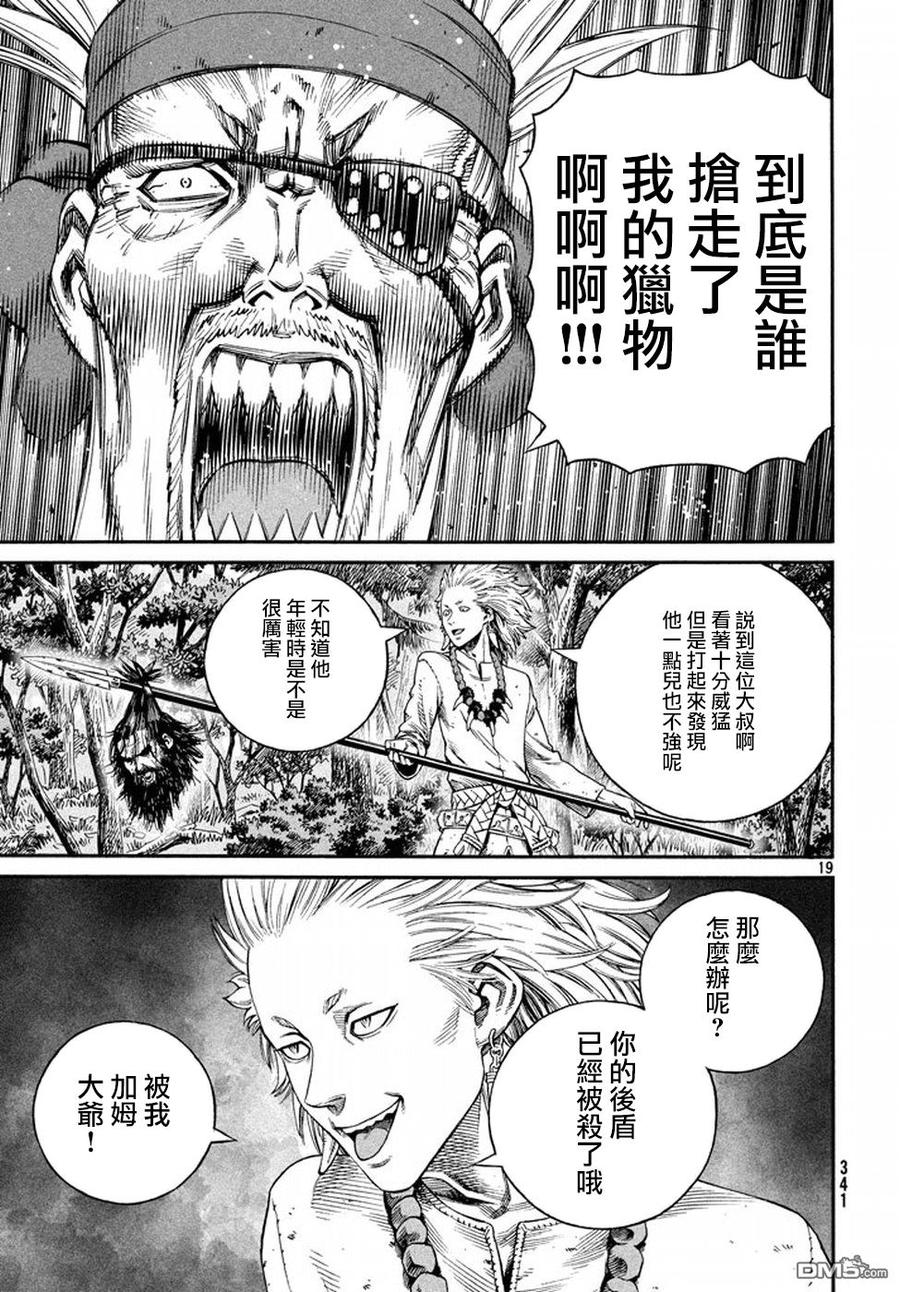 到底是誰
搶走了
我的獵物
啊啊啊!!!
說到這位大叔啊
看著十分威猛
但是打起來發現
他一點兒也不強呢
不知道他
年輕時是不是
很厲害
19
那麼
怎麼辦呢?
你的後盾
已經被殺了哦
被我
加姆
大爺!
341
DM5.com